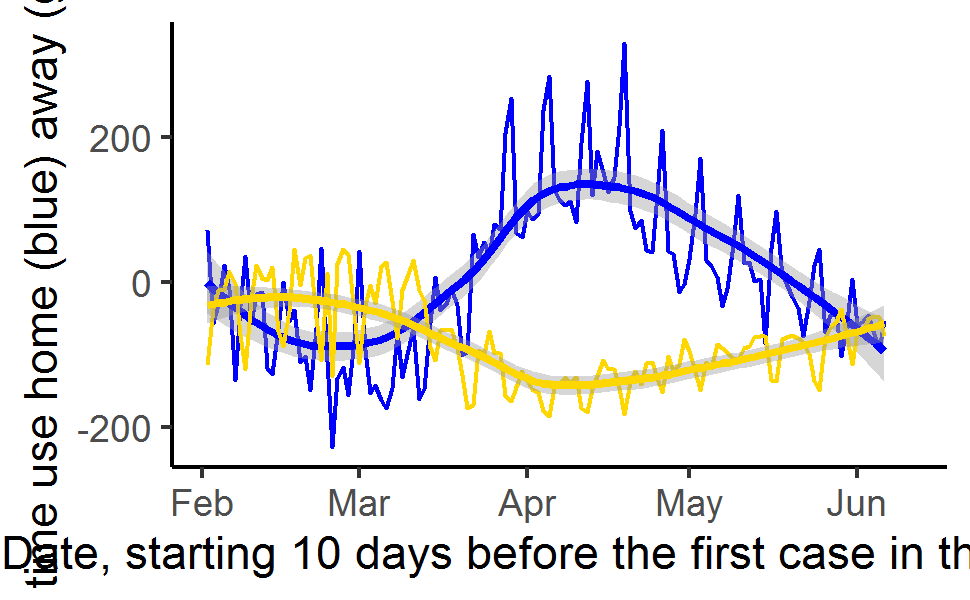 time use home (blue) away (
200
0
-200
Feb Mar Apr May Jun
Date, starting 10 days before the first case in th